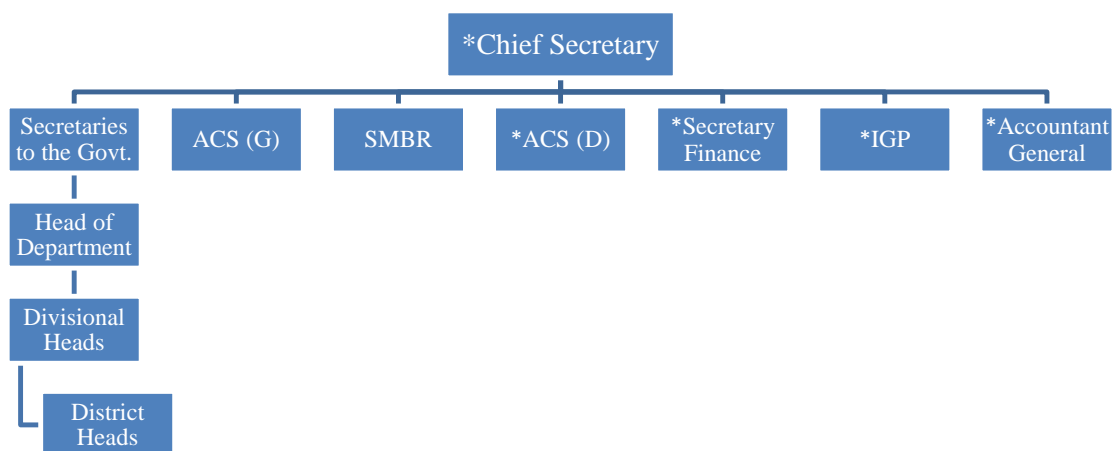 *Chief Secretary
Secretaries
to the Govt.
ACS (G)
SMBR
*ACS (D)
*Secretary
Finance
*IGP
*Accountant
General
Head of
Department
Divisional
Heads
District
Heads